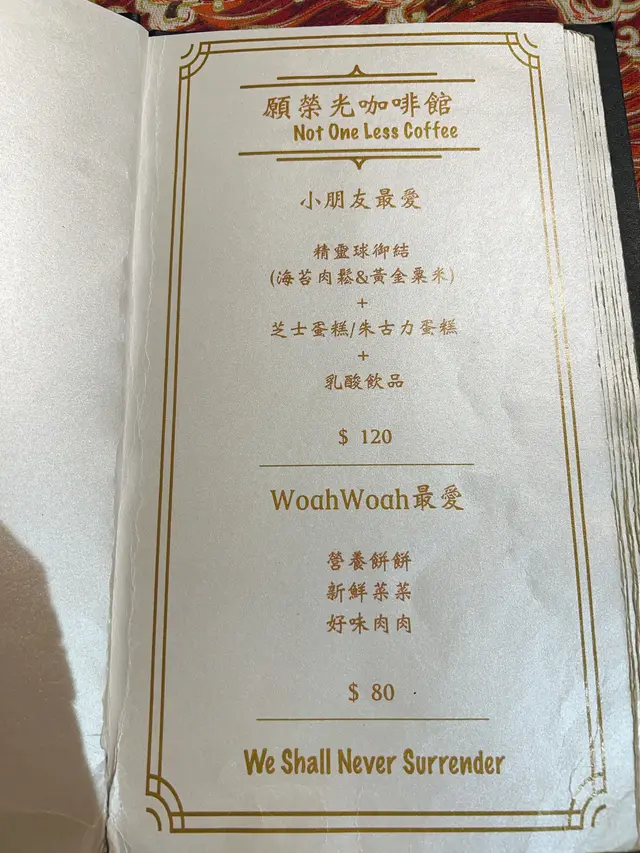 願榮光咖啡館
Not One Less Coffee
小朋友最愛
精靈球御結
(海苔肉鬆&黃金粟米)
+
芝士蛋糕/朱古力蛋糕
+
乳酸飲品
$ 120
WoahWoah最愛
營養餅餅
新鮮菜菜
好味肉肉
$ 80
We Shall Never Surrender